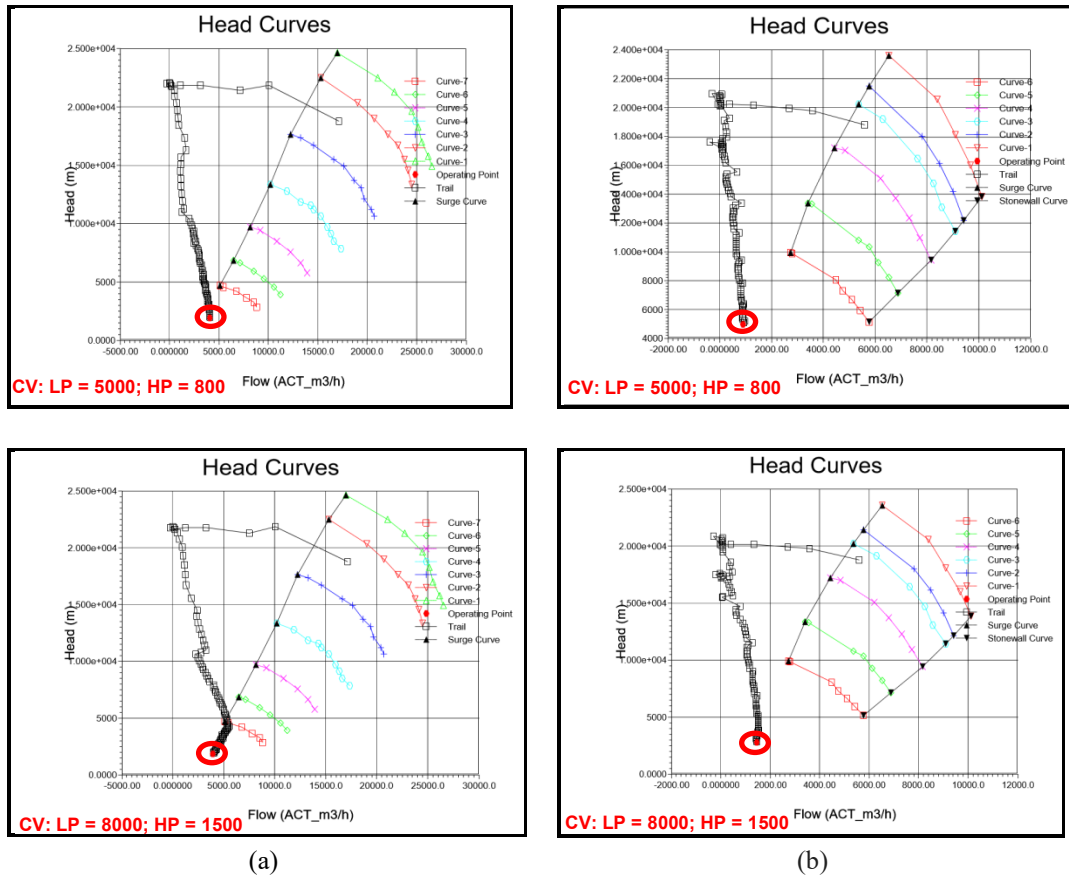 Head Curves
2.500e+004
2.000e+004
1.500e+004
1.000e+004
5000
0.0000
Head (m)
-5000.00 0.000000 5000.00 10000.0 15000.0 20000.0 25000.0 30000.0
Flow (ACT_m3/h)
Curve-7
Curve-6
Curve-5
Curve-4
Curve-3
Curve-2
Curve-1
Operating Point
Trail
Surge Curve
CV: LP = 5000; HP = 800
Head Curves
2.400e+004
2.200e+004
2.000e+004
1.800e+004
1.600e+004
1.400e+004
1.200e+004
1.000e+004
8000
6000
4000
Head (m)
-2000.00 0.000000 2000.00 4000.00 6000.00 8000.00 10000.0 12000.0
Flow (ACT_m3/h)
Curve-6
Curve-5
Curve-4
Curve-3
Curve-2
Curve-1
Operating Point
Trail
Surge Curve
Stonewall Curve
CV: LP = 5000; HP = 800
Head Curves
2.500e+004
2.000e+004
1.500e+004
1.000e+004
5000
0.0000
Head (m)
-5000.00 0.000000 5000.00 10000.0 15000.0 20000.0 25000.0 30000.0
Flow (ACT_m3/h)
Curve-7
Curve-6
Curve-5
Curve-4
Curve-3
Curve-2
Curve-1
Operating Point
Trail
Surge Curve
CV: LP = 8000; HP = 1500
Head Curves
2.500e+004
2.000e+004
1.500e+004
1.000e+004
5000
0.0000
Head (m)
-2000.00 0.000000 2000.00 4000.00 6000.00 8000.00 10000.0 12000.0
Flow (ACT_m3/h)
Curve-6
Curve-5
Curve-4
Curve-3
Curve-2
Curve-1
Operating Point
Trail
Surge Curve
Stonewall Curve
CV: LP = 8000; HP = 1500
(a)
(b)